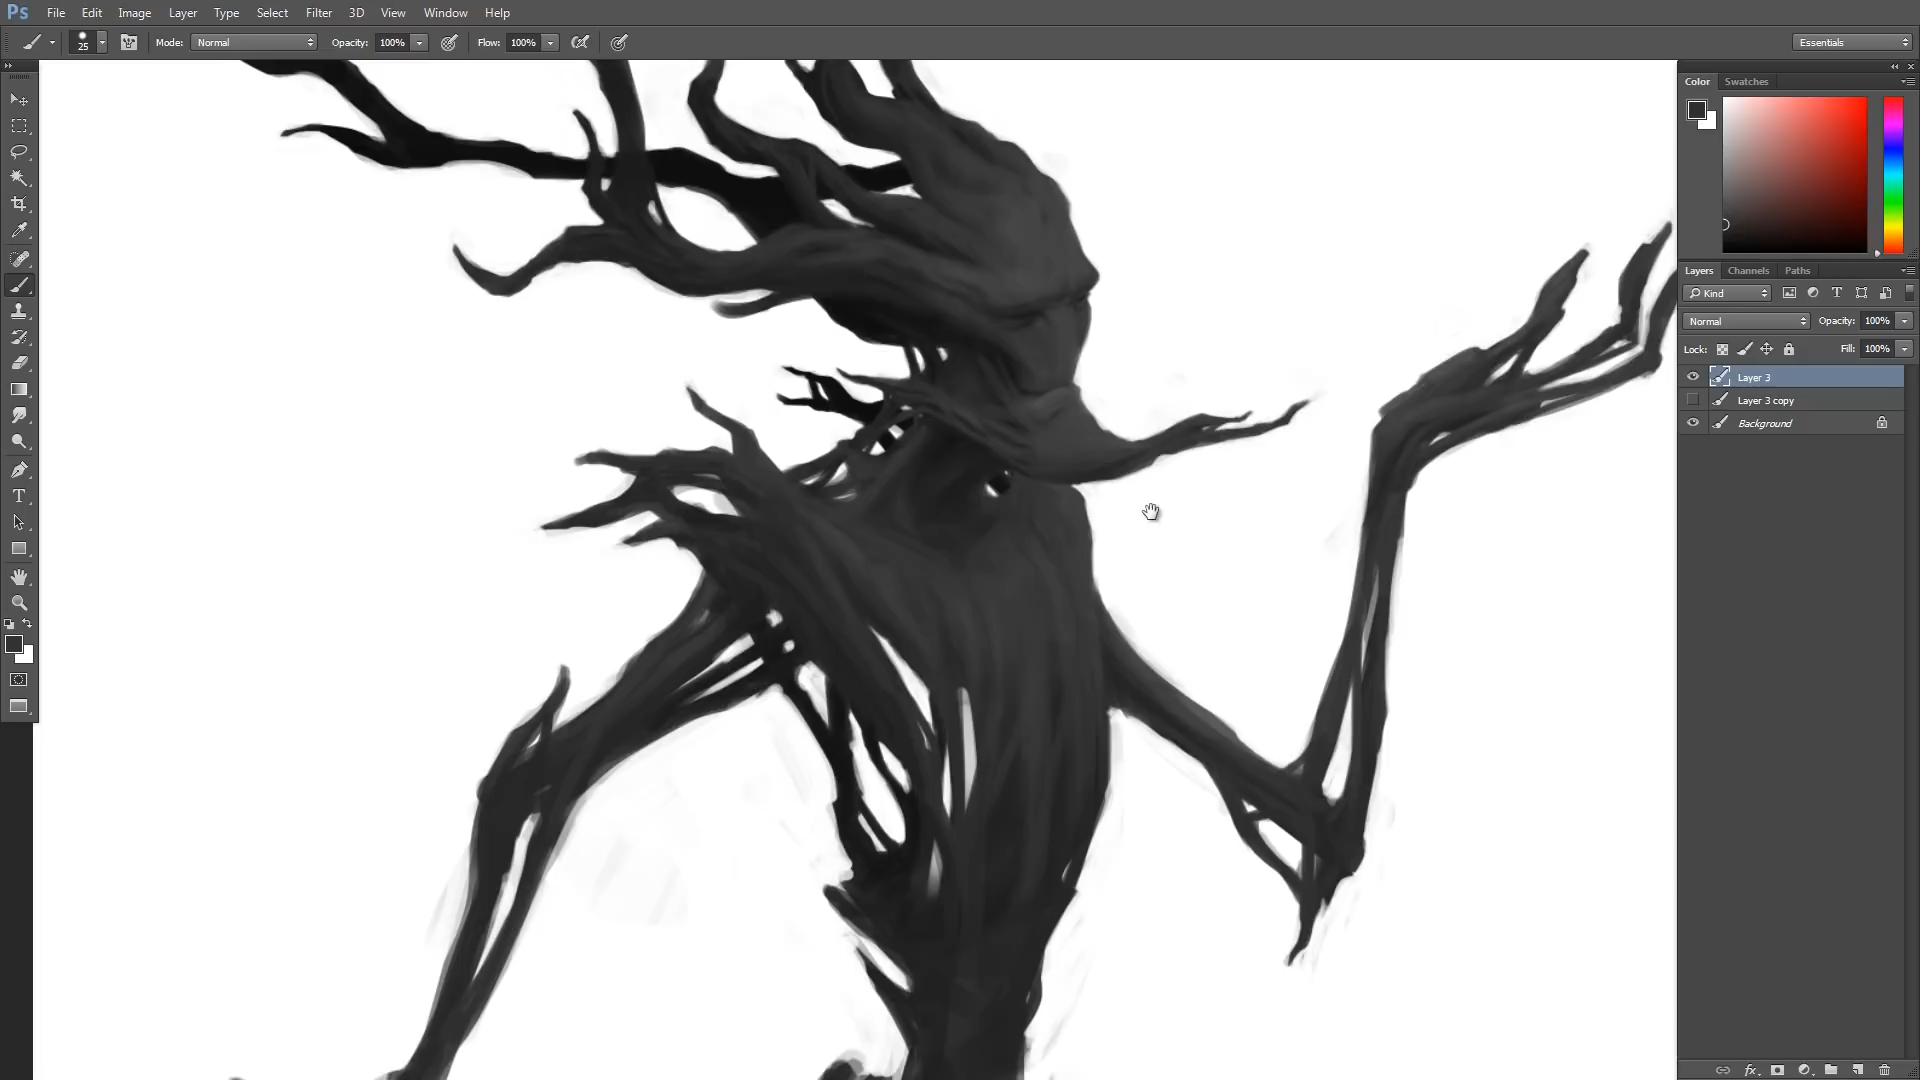 Ps File Edit Image Layer Type Select Filter 3D View Window Help
25 Mode: Normal Opacity: 100% Flow: 100% Essentials
Color Swatches
Layers Channels Paths
Kind T
Normal Opacity: 100%
Lock: Fill: 100%
Layer 3
Layer 3 copy
Background
T
fx